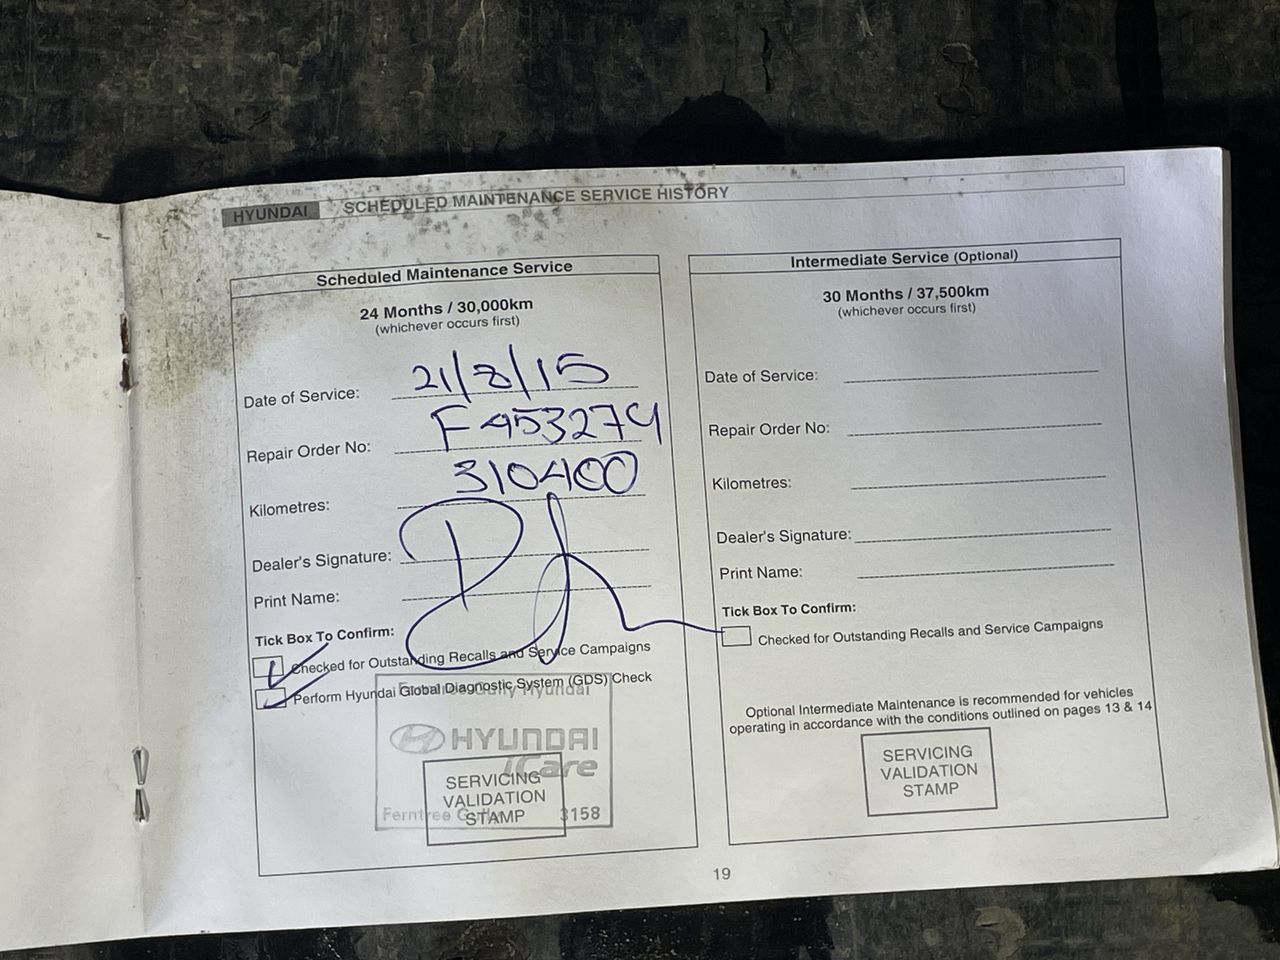 HYUNDAI SCHEDULED MAINTENANCE SERVICE HISTORY
Scheduled Maintenance Service
24 Months / 30,000km
(whichever occurs first)
Date of Service: 21/8/15
Repair Order No: F453274
Kilometres: 310400
Dealer's Signature:
Print Name:
Tick Box To Confirm:
Checked for Outstanding Recalls and Service Campaigns
Perform Hyundai Global Diagnostic System (GDS) Check
Ferntree Gully Hyundai
HYUNDAI
iCare
Ferntree Gully 3158
SERVICING
VALIDATION
STAMP
Intermediate Service (Optional)
30 Months / 37,500km
(whichever occurs first)
Date of Service:
Repair Order No:
Kilometres:
Dealer's Signature:
Print Name:
Tick Box To Confirm:
Checked for Outstanding Recalls and Service Campaigns
Optional Intermediate Maintenance is recommended for vehicles
operating in accordance with the conditions outlined on pages 13 & 14
SERVICING
VALIDATION
STAMP
19